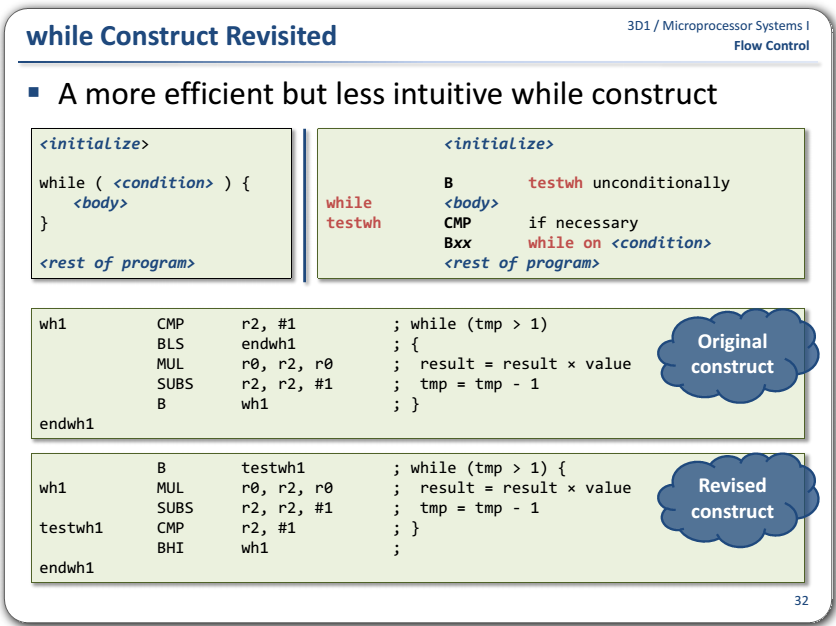 while Construct Revisited
3D1 / Microprocessor Systems I
Flow Control
▪ A more efficient but less intuitive while construct
<initialize>
while ( <condition> ) {
<body>
}
<rest of program>
<initialize>
B testwh unconditionally
while <body>
testwh CMP if necessary
Bxx while on <condition>
<rest of program>
wh1 CMP r2, #1 ; while (tmp > 1)
BLS endwh1 ; {
MUL r0, r2, r0 ; result = result × value
SUBS r2, r2, #1 ; tmp = tmp - 1
B wh1 ; }
endwh1
Original
construct
B testwh1 ; while (tmp > 1) {
wh1 MUL r0, r2, r0 ; result = result × value
SUBS r2, r2, #1 ; tmp = tmp - 1
testwh1 CMP r2, #1 ; }
BHI wh1 ;
endwh1
Revised
construct
32